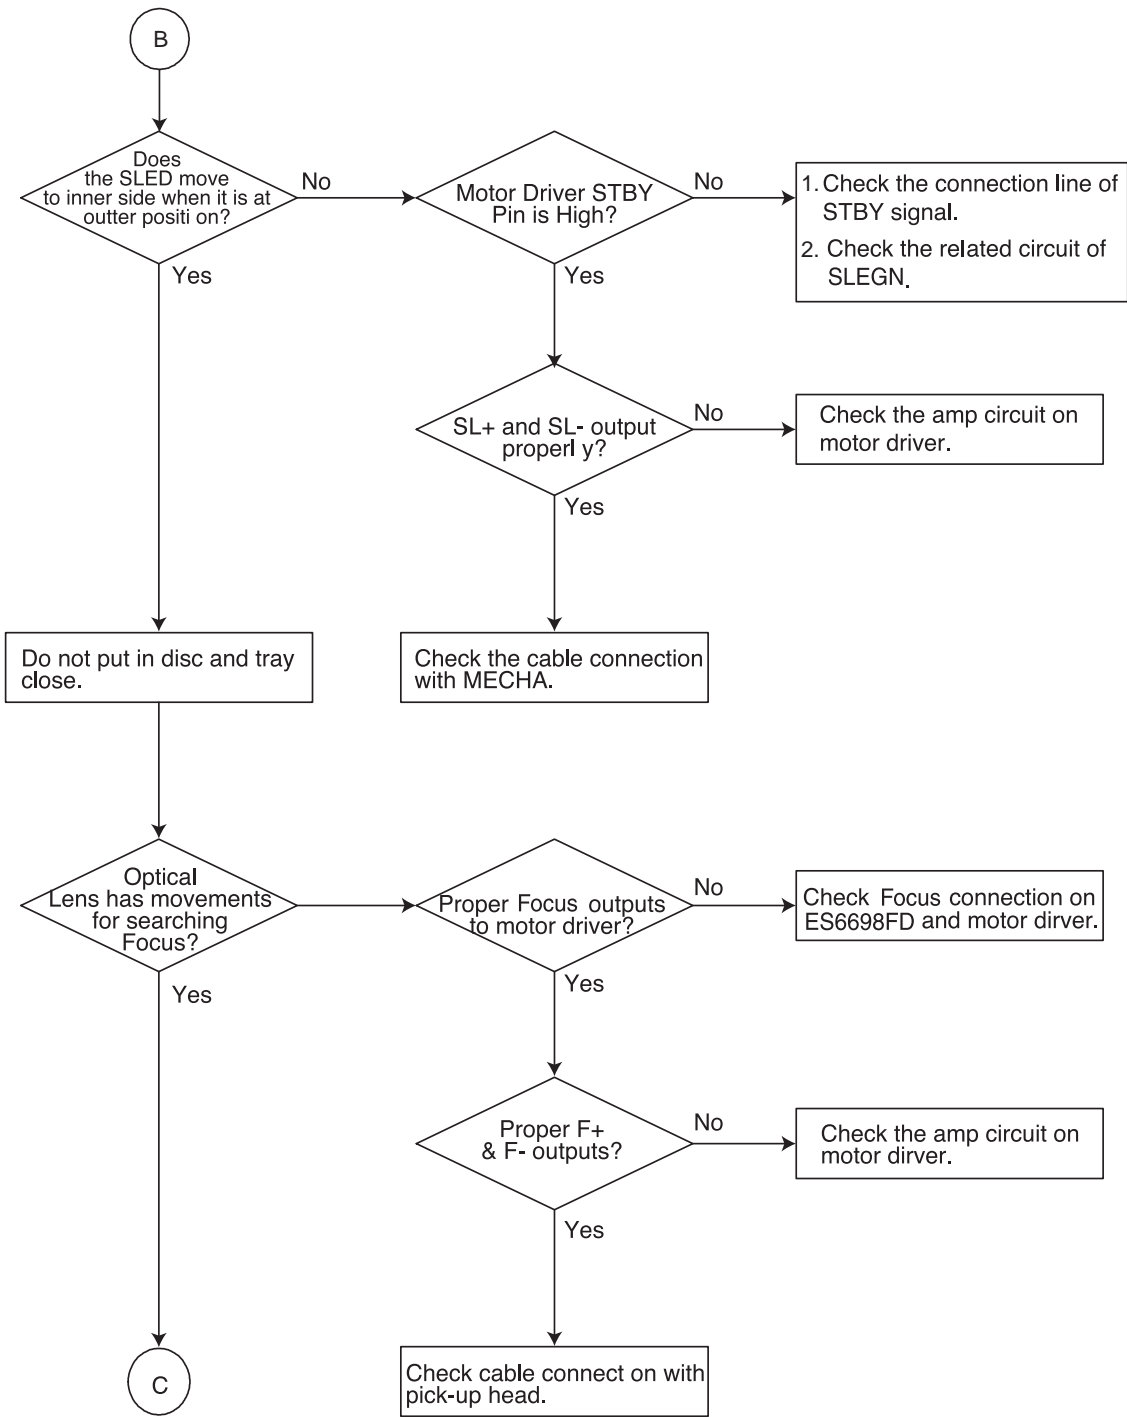 B
Does
the SLED move
to inner side when it is at
outter positi on?
No
Motor Driver STBY
Pin is High?
No
1. Check the connection line of
STBY signal.
2. Check the related circuit of
SLEGN.
Yes
Yes
SL+ and SL- output
properl y?
No
Check the amp circuit on
motor driver.
Yes
Do not put in disc and tray
close.
Check the cable connection
with MECHA.
Optical
Lens has movements
for searching
Focus?
Proper Focus outputs
to motor driver?
No
Check Focus connection on
ES6698FD and motor dirver.
Yes
Yes
Proper F+
& F- outputs?
No
Check the amp circuit on
motor dirver.
Yes
C
Check cable connect on with
pick-up head.